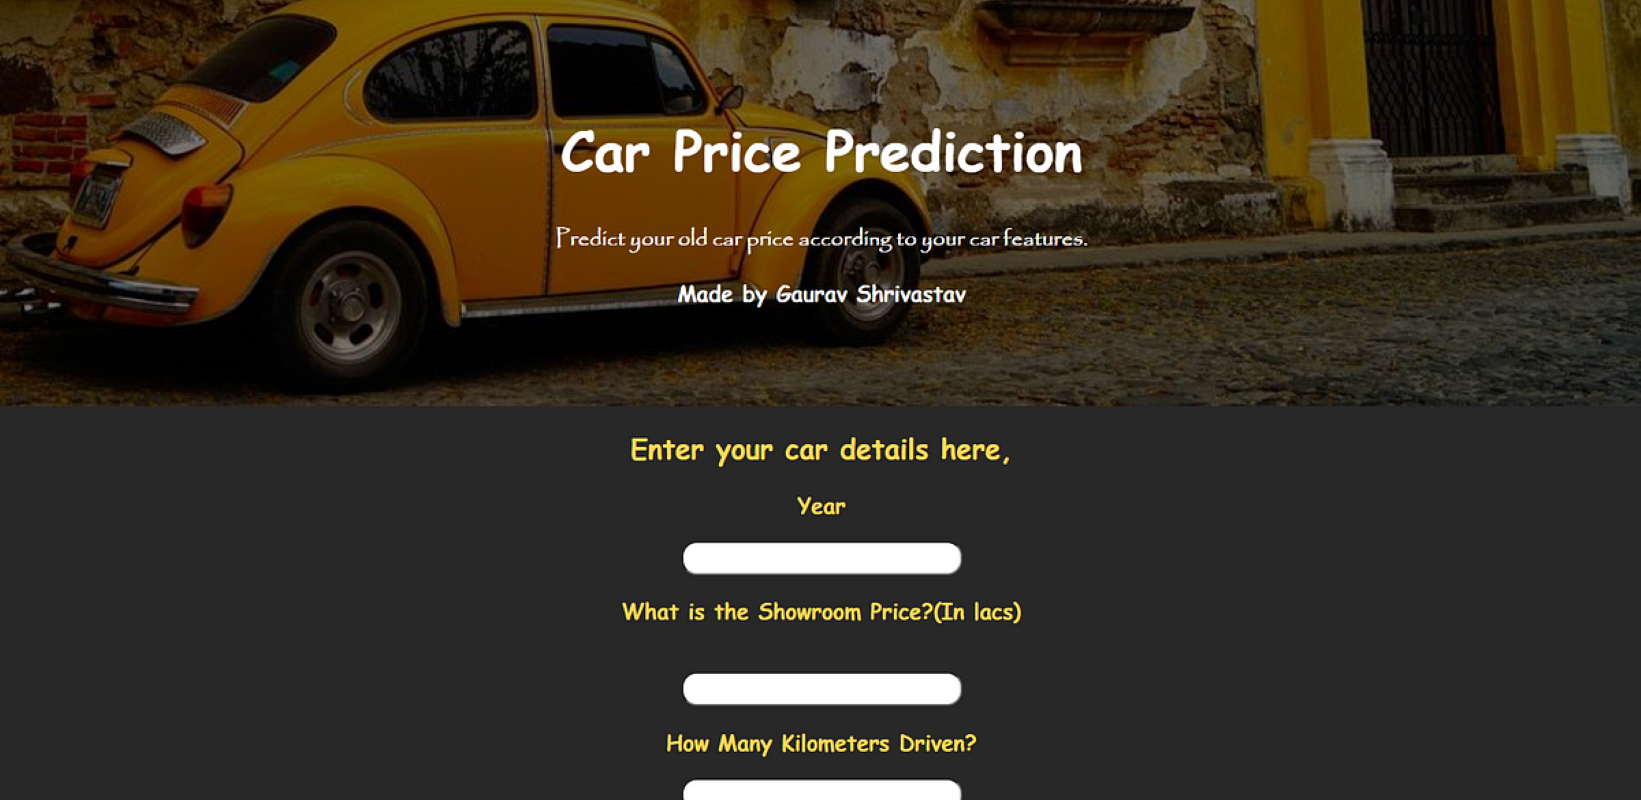 Car Price Prediction
Predict your old car price according to your car features.
Made by Gaurav Shrivastav
Enter your car details here,
Year
What is the Showroom Price?(In lacs)
How Many Kilometers Driven?